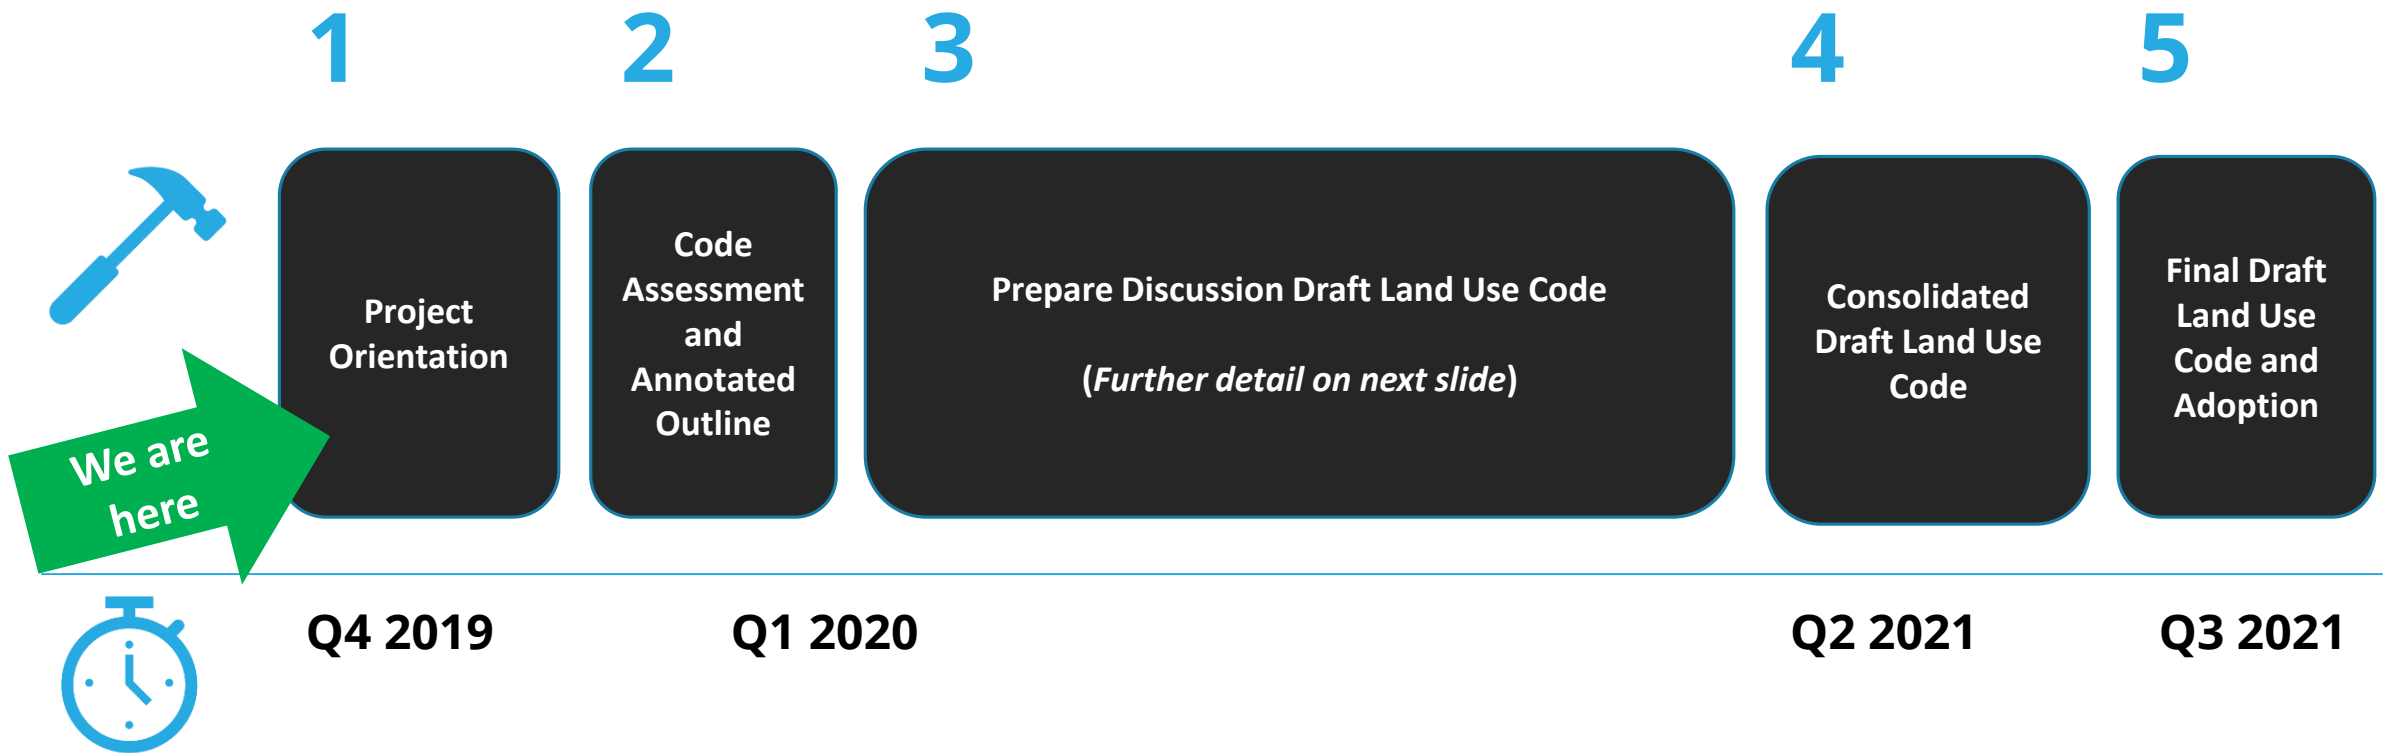 1
2
3
4
5
Project
Orientation
Code
Assessment
and
Annotated
Outline
Prepare Discussion Draft Land Use Code
(Further detail on next slide)
Consolidated
Draft Land Use
Code
Final Draft
Land Use
Code and
Adoption
We are
here
Q4 2019
Q1 2020
Q2 2021
Q3 2021